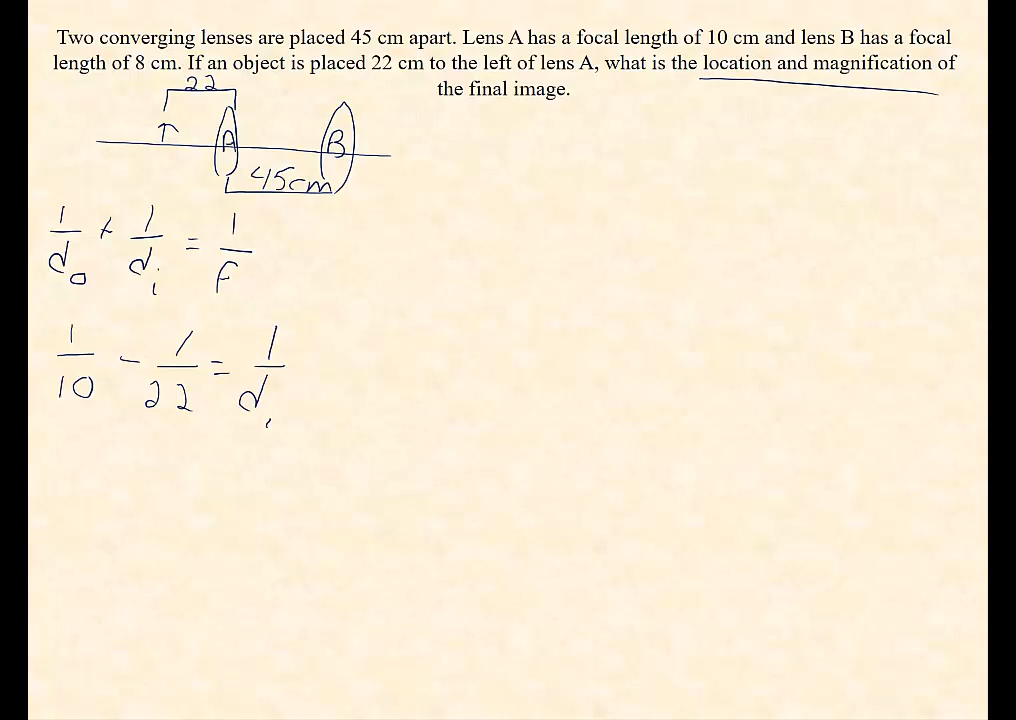 Two converging lenses are placed 45 cm apart. Lens A has a focal length of 10 cm and lens B has a focal
length of 8 cm. If an object is placed 22 cm to the left of lens A, what is the location and magnification of
the final image.
22
A B
45cm
1/d₀ + 1/dᵢ = 1/F
1/10 - 1/22 = 1/dᵢ